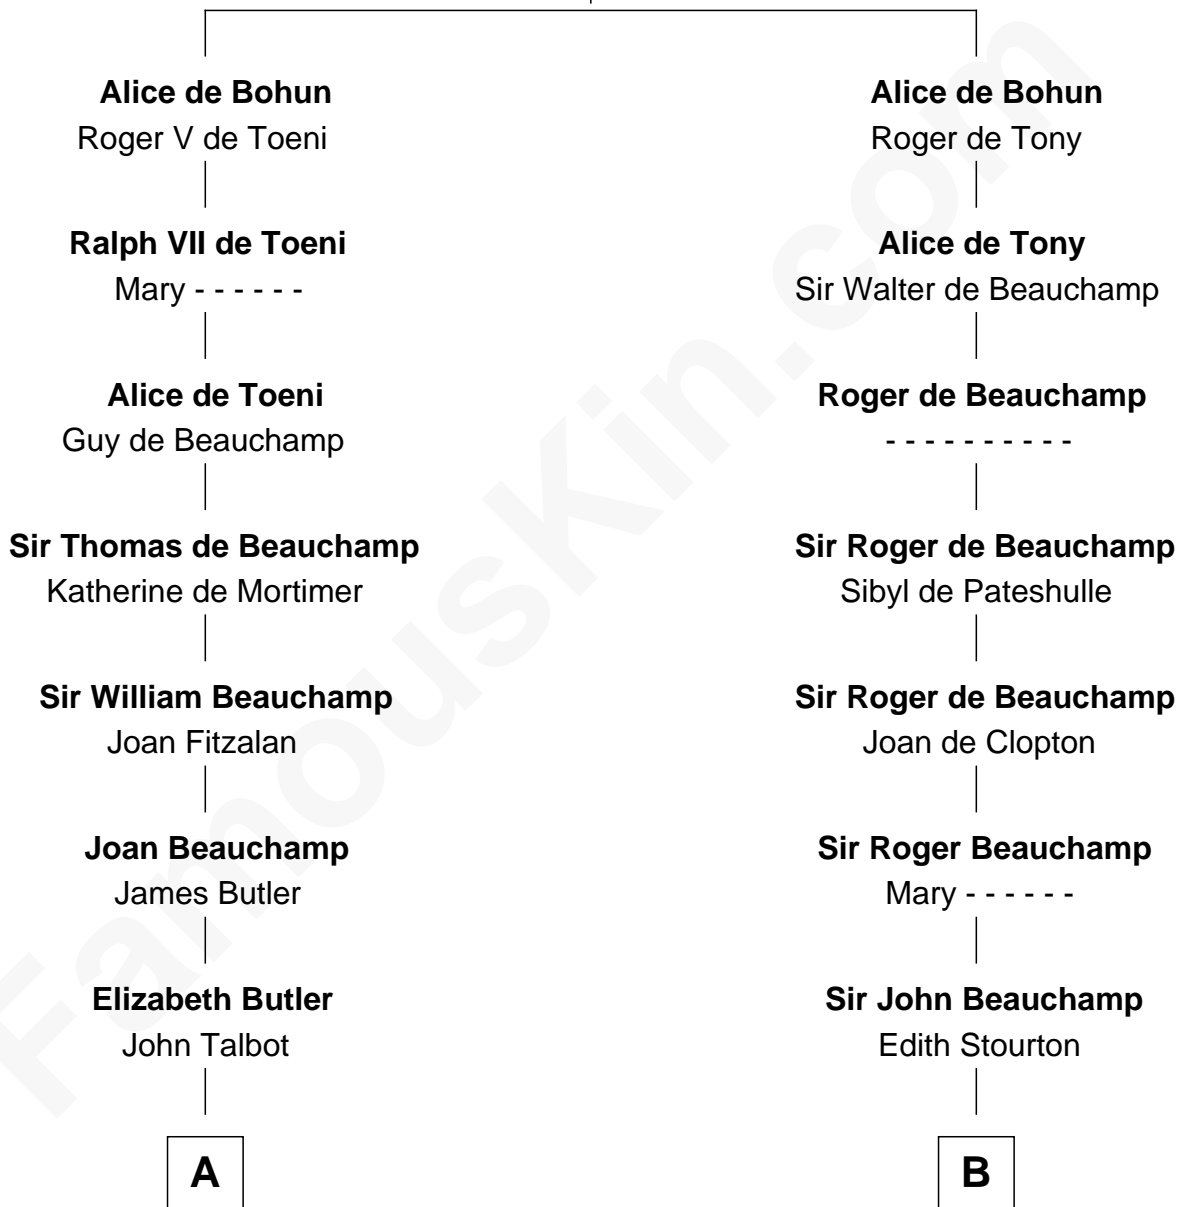 Alice de Bohun
Roger V de Toeni
Ralph VII de Toeni
Mary - - - - - -
Alice de Toeni
Guy de Beauchamp
Sir Thomas de Beauchamp
Katherine de Mortimer
Sir William Beauchamp
Joan Fitzalan
Joan Beauchamp
James Butler
Elizabeth Butler
John Talbot
A
Alice de Bohun
Roger de Tony
Alice de Tony
Sir Walter de Beauchamp
Roger de Beauchamp
- - - - - - - - - -
Sir Roger de Beauchamp
Sibyl de Pateshulle
Sir Roger de Beauchamp
Joan de Clopton
Sir Roger Beauchamp
Mary - - - - - -
Sir John Beauchamp
Edith Stourton
B
FamousKin.com